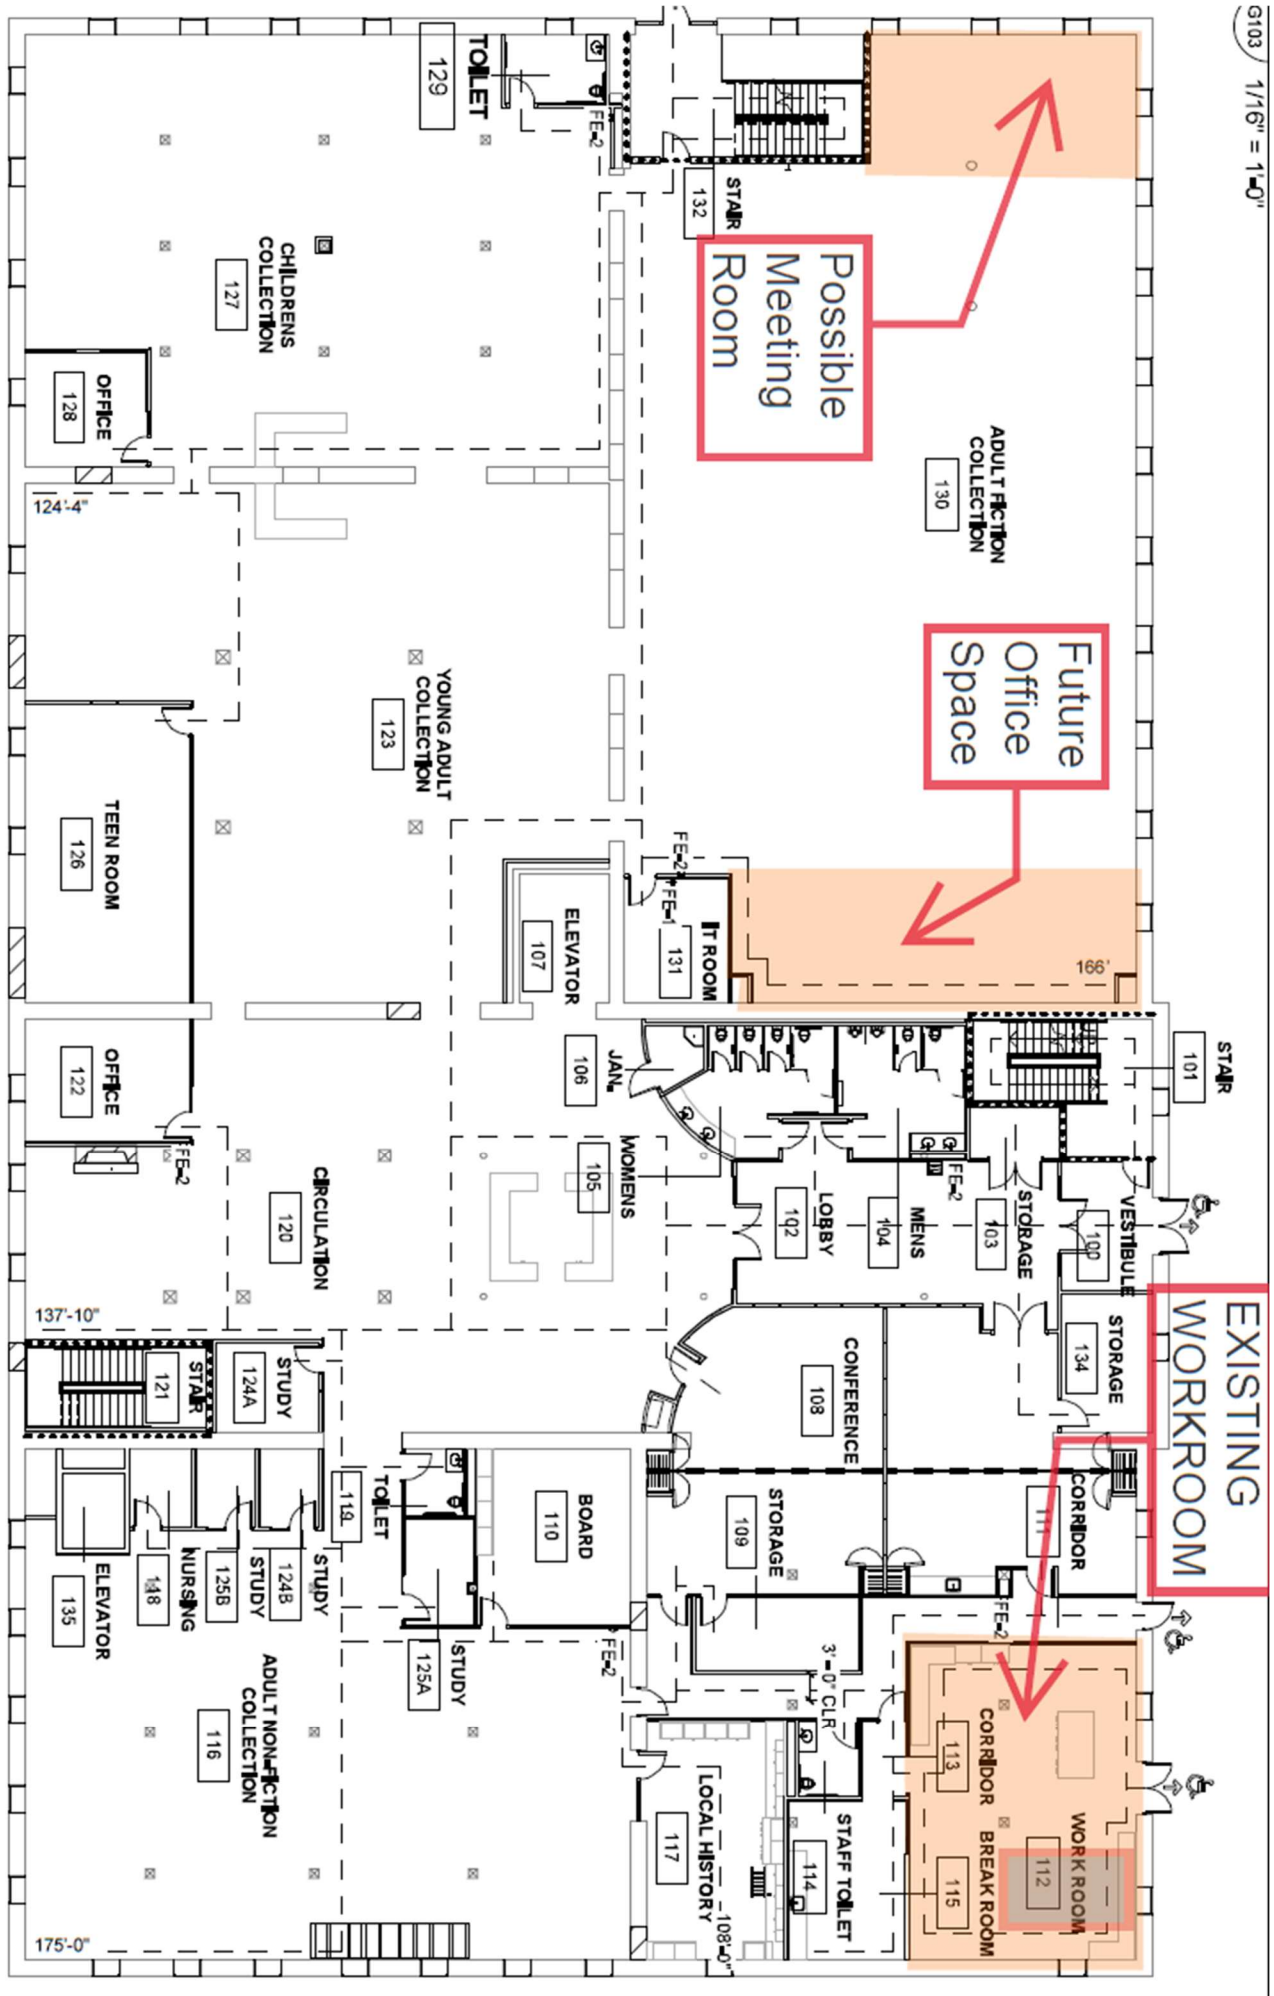 G103
1/16" = 1'-0"
TOILET
129
FE-2
STAIR
132
Possible
Meeting
Room
CHILDRENS
COLLECTION
127
OFFICE
128
ADULT FICTION
COLLECTION
130
124'-4"
Future
Office
Space
YOUNG ADULT
COLLECTION
123
TEEN ROOM
126
FE-2
FE-1
IT ROOM
131
ELEVATOR
107
166'
STAIR
101
UP
JAN.
106
OFFICE
122
FE-2
WOMENS
105
LOBBY
102
MENS
104
FE-2
STORAGE
103
VESTIBULE
100
CIRCULATION
120
137'-10"
EXISTING
WORKROOM
STORAGE
134
CONFERENCE
108
STUDY
124A
STAIR
121
CORRIDOR
111
STORAGE
109
BOARD
110
TOILET
119
STUDY
124B
STUDY
125B
NURSING
118
ELEVATOR
135
FE-2
STUDY
125A
FE-2
3'-0" CLR
ADULT NON-FICTION
COLLECTION
116
CORRIDOR
113
WORK ROOM
112
BREAK ROOM
115
STAFF TOILET
114
LOCAL HISTORY
117
108'-0"
175'-0"